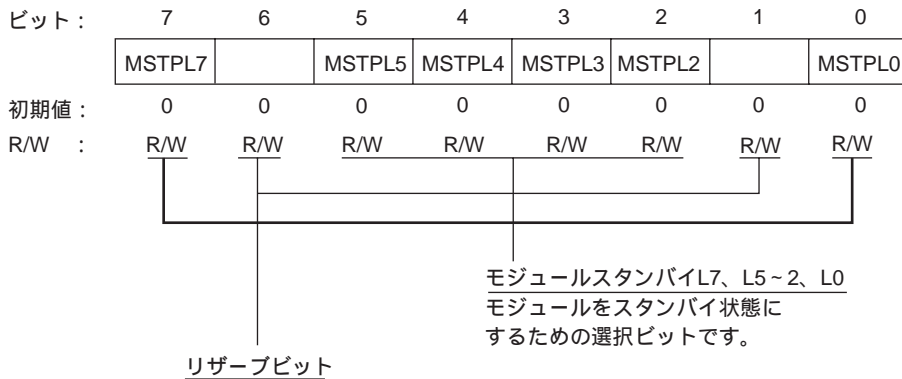 ビット： 7 6 5 4 3 2 1 0
MSTPL7 MSTPL5 MSTPL4 MSTPL3 MSTPL2 MSTPL0
初期値： 0 0 0 0 0 0 0 0
R/W ： R/W R/W R/W R/W R/W R/W R/W R/W
モジュールスタンバイL7、L5～2、L0
モジュールをスタンバイ状態に
するための選択ビットです。
リザーブビット